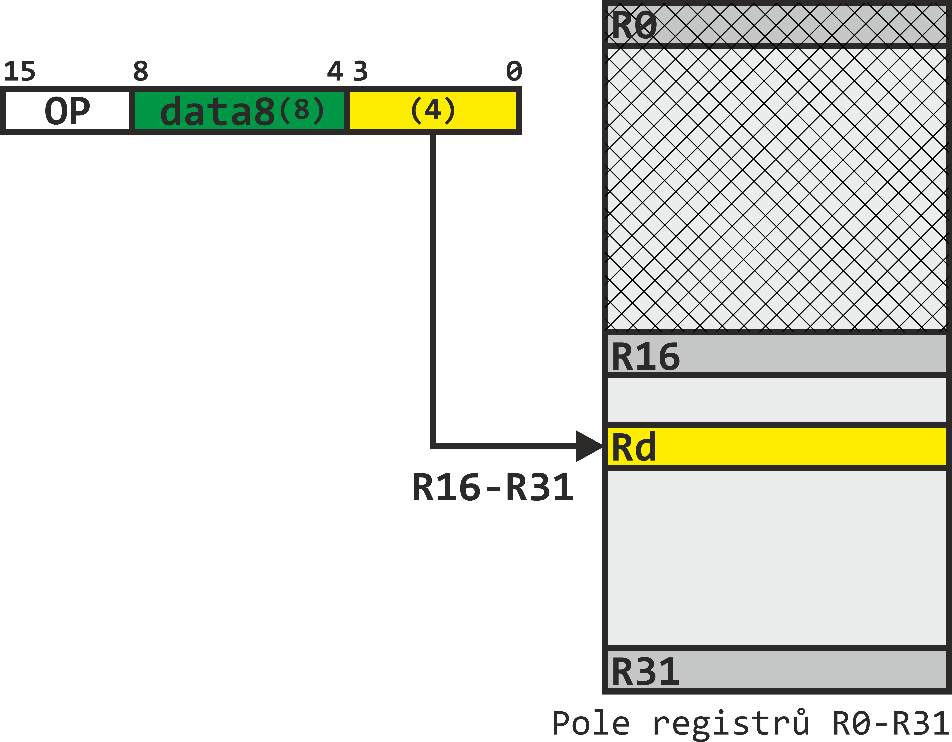 15 8 4 3 0
OP data8(8) (4)
R0
R16
Rd
R16-R31
R31
Pole registrů R0-R31